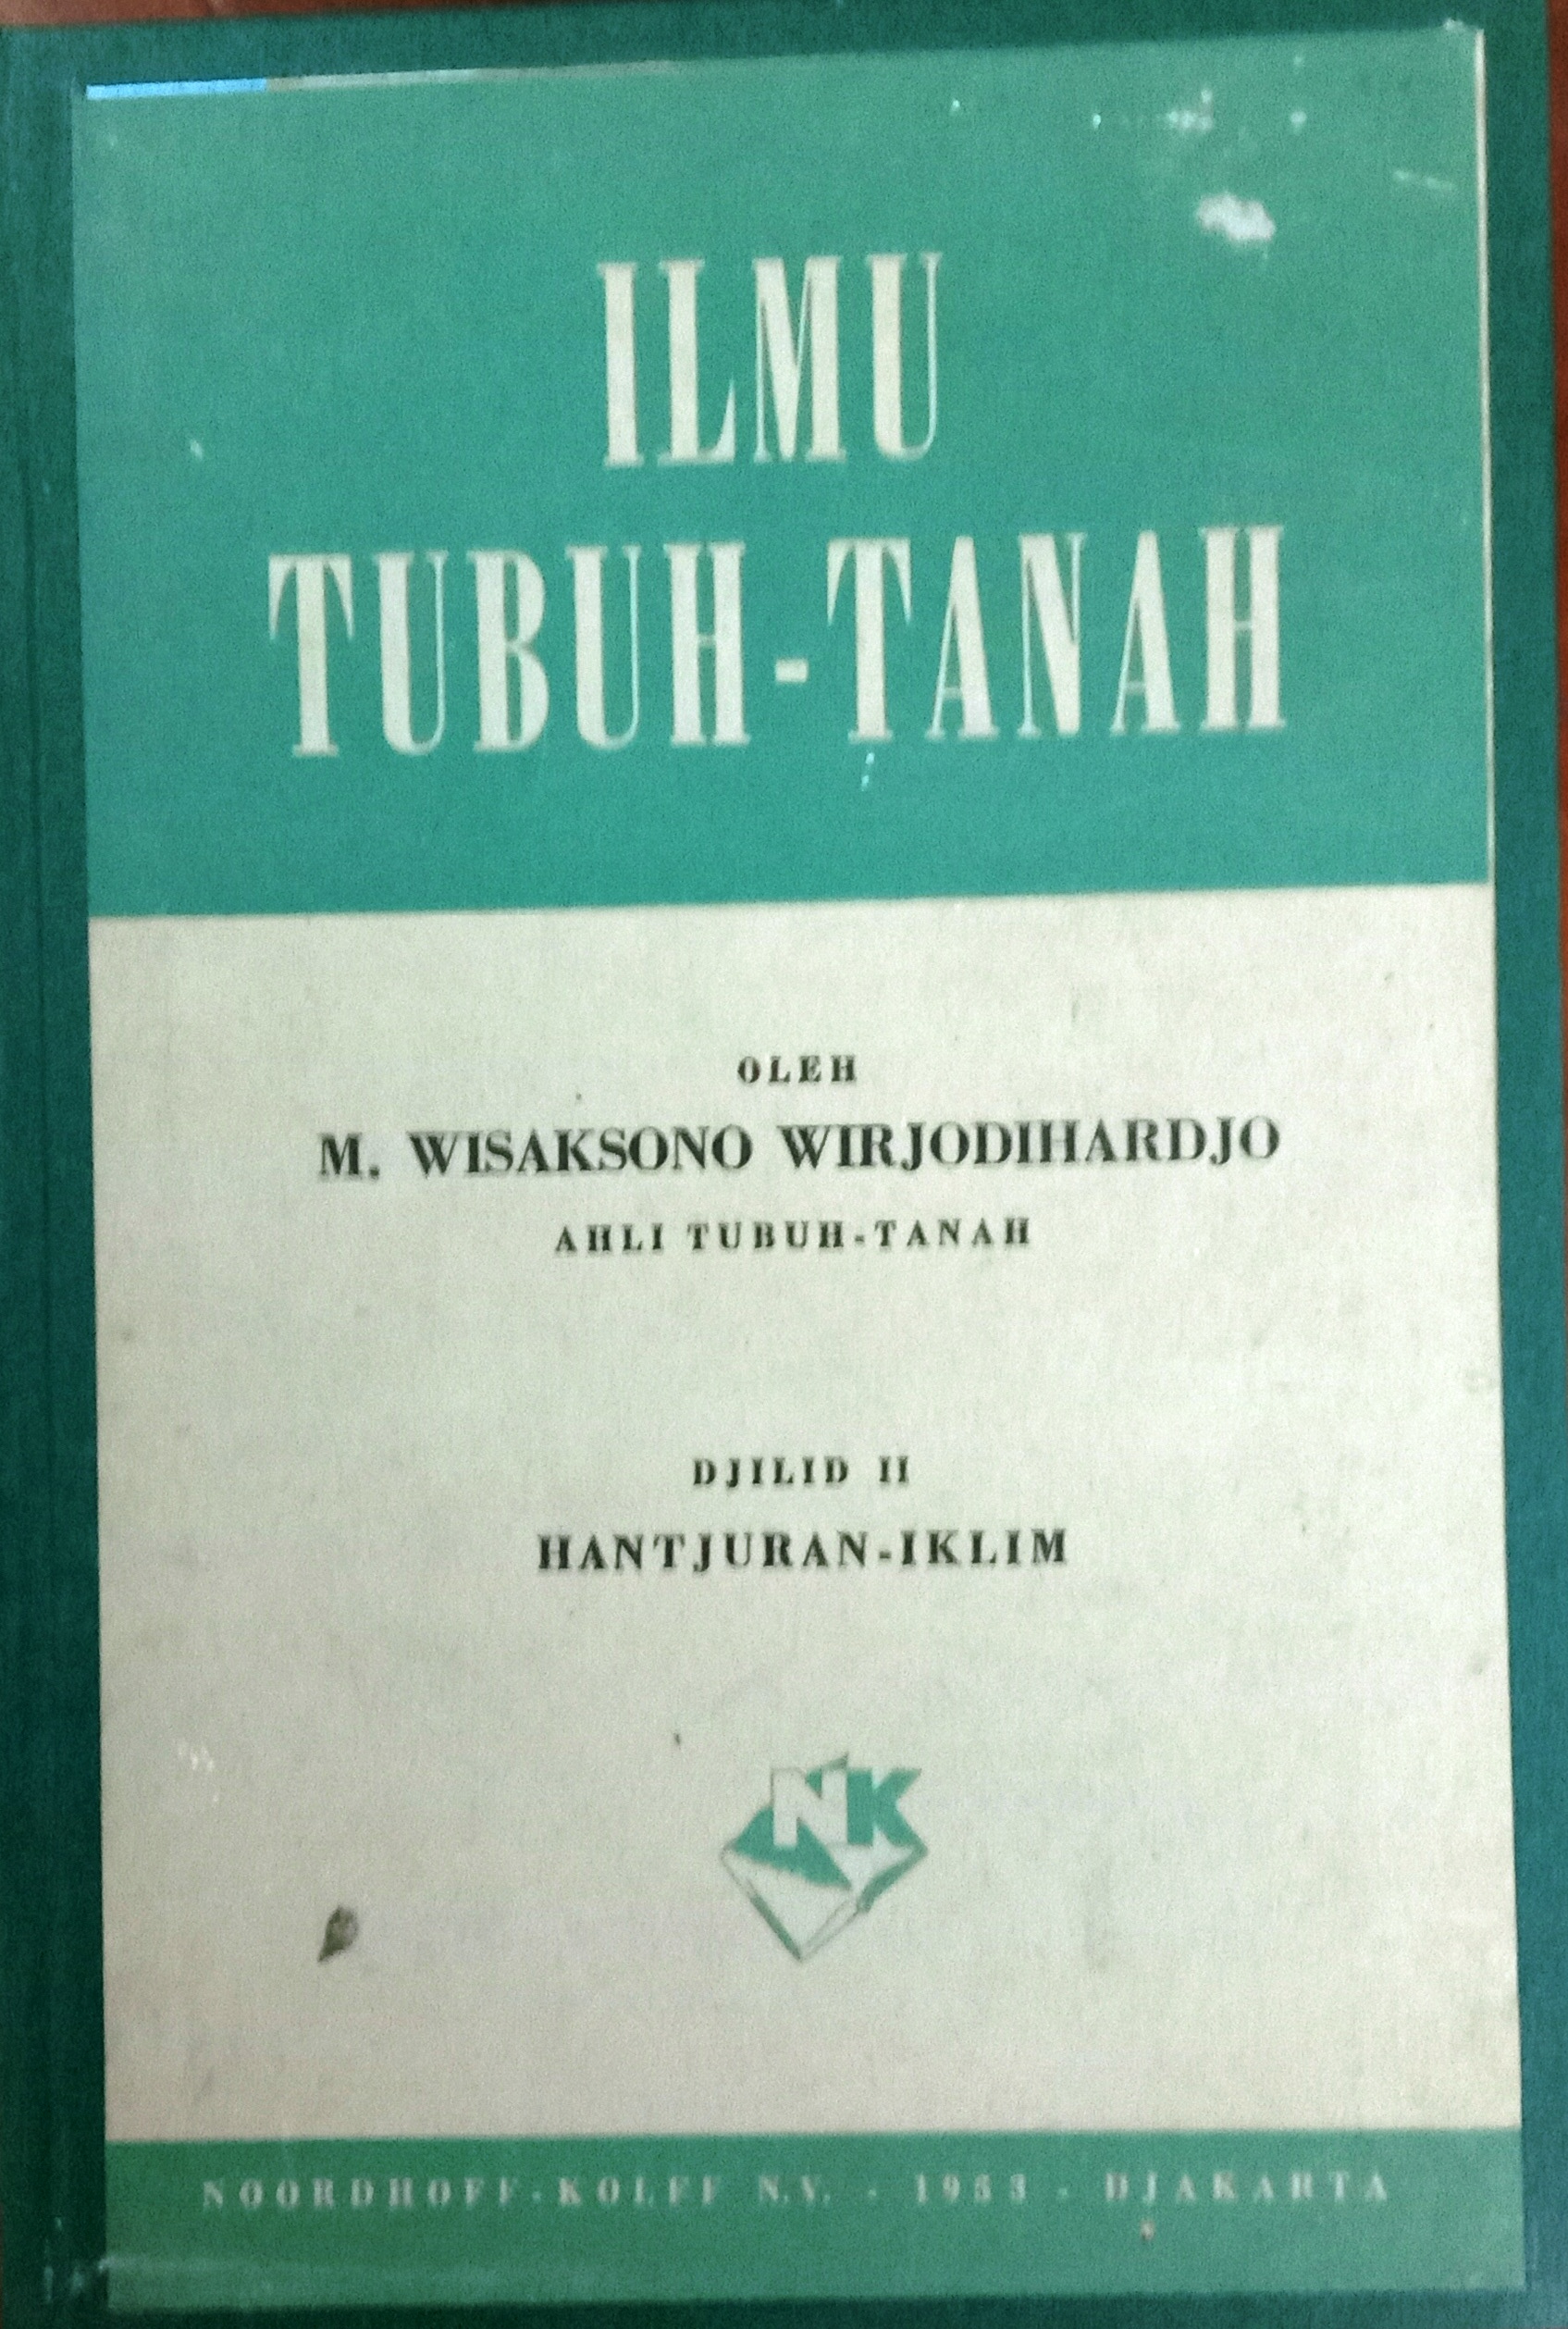 ILMU
TUBUH-TANAH
OLEH
M. WISAKSONO WIRJODIHARDJO
AHLI TUBUH-TANAH
DJILID II
HANTJURAN-IKLIM
NK
NOORDHOFF-KOLFF N.V. - 1953 - DJAKARTA